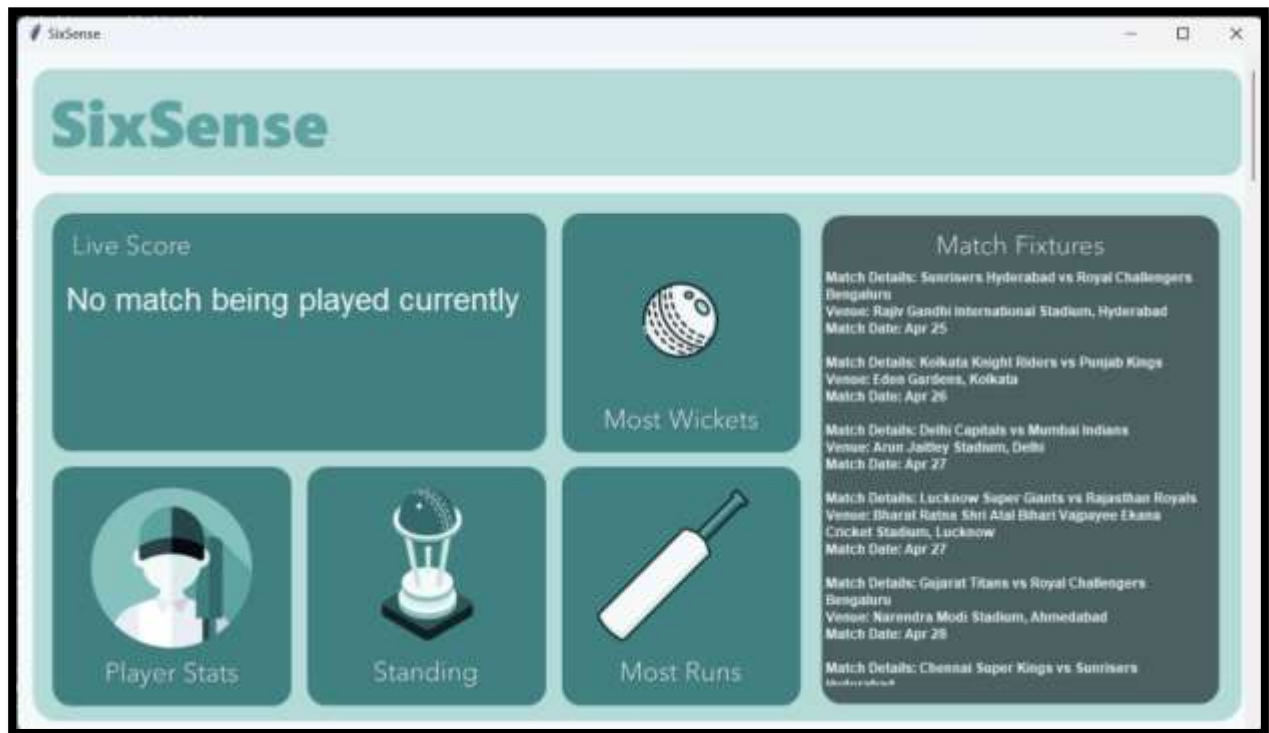 SixSense
SixSense
Live Score
No match being played currently
Most Wickets
Player Stats
Standing
Most Runs
Match Fixtures
Match Details: Sunrisers Hyderabad vs Royal Challengers
Bengaluru
Venue: Rajiv Gandhi International Stadium, Hyderabad
Match Date: Apr 25
Match Details: Kolkata Knight Riders vs Punjab Kings
Venue: Eden Gardens, Kolkata
Match Date: Apr 26
Match Details: Delhi Capitals vs Mumbai Indians
Venue: Arun Jaitley Stadium, Delhi
Match Date: Apr 27
Match Details: Lucknow Super Giants vs Rajasthan Royals
Venue: Bharat Ratna Shri Atal Bihari Vajpayee Ekana
Cricket Stadium, Lucknow
Match Date: Apr 27
Match Details: Gujarat Titans vs Royal Challengers
Bengaluru
Venue: Narendra Modi Stadium, Ahmedabad
Match Date: Apr 28
Match Details: Chennai Super Kings vs Sunrisers